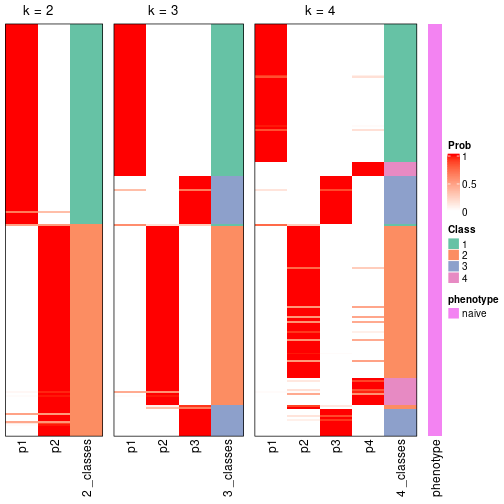 k = 2
k = 3
k = 4
Prob
1
0.5
0
Class
1
2
3
4
phenotype
naive
p1
p2
2_classes
p1
p2
p3
3_classes
p1
p2
p3
p4
4_classes
phenotype